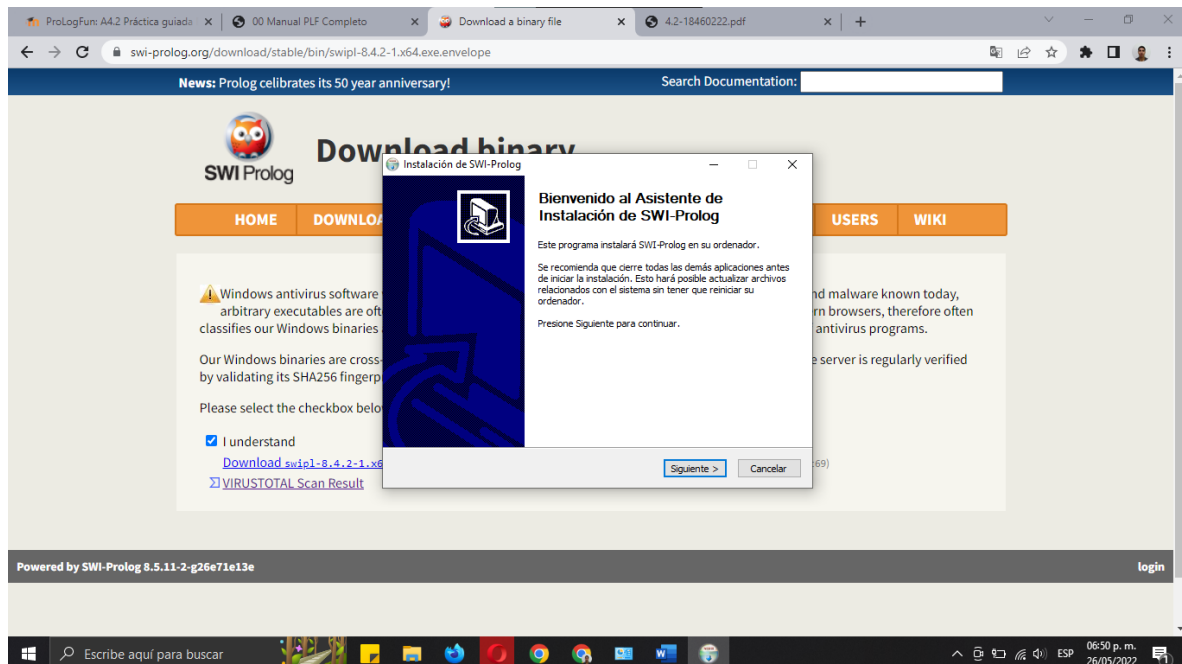 ProLogFun: A4.2 Práctica guiada
00 Manual PLF Completo
Download a binary file
4.2-18460222.pdf
swi-prolog.org/download/stable/bin/swipl-8.4.2-1.x64.exe.envelope
News: Prolog celebrates its 50 year anniversary!
Search Documentation:
SWI Prolog
Download binary
HOME
DOWNLOA
USERS
WIKI
Instalación de SWI-Prolog
Bienvenido al Asistente de
Instalación de SWI-Prolog
Este programa instalará SWI-Prolog en su ordenador.
Se recomienda que cierre todas las demás aplicaciones antes
de iniciar la instalación. Esto hará posible actualizar archivos
relacionados con el sistema sin tener que reiniciar su
ordenador.
Presione Siguiente para continuar.
Siguiente >
Cancelar
Windows antivirus software
nd malware known today,
arbitrary executables are oft
rn browsers, therefore often
classifies our Windows binaries
antivirus programs.
Our Windows binaries are cross-
e server is regularly verified
by validating its SHA256 fingerp
Please select the checkbox belo
I understand
Download swipl-8.4.2-1.x6
:69)
VIRUSTOTAL Scan Result
Powered by SWI-Prolog 8.5.11-2-g26e71e13e
login
Escribe aquí para buscar
ESP
06:50 p. m.
26/05/2022